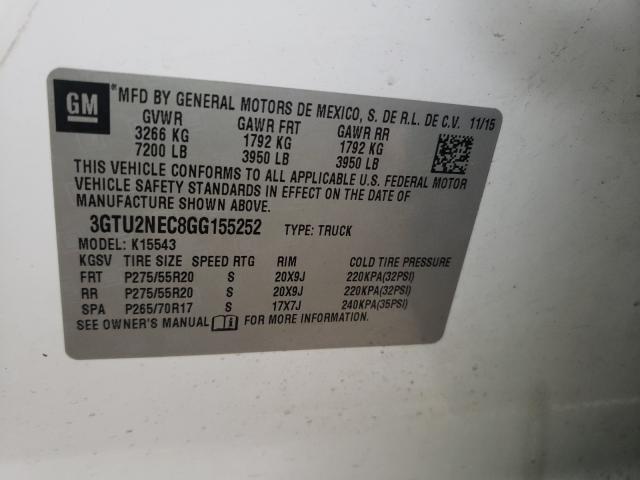 GM
*MFD BY GENERAL MOTORS DE MEXICO, S. DE R.L. DE C.V. 11/15
GVWR GAWR FRT GAWR RR
3266 KG 1792 KG 1792 KG
7200 LB 3950 LB 3950 LB
THIS VEHICLE CONFORMS TO ALL APPLICABLE U.S. FEDERAL MOTOR
VEHICLE SAFETY STANDARDS IN EFFECT ON THE DATE OF
MANUFACTURE SHOWN ABOVE.
3GTU2NEC8GG155252 TYPE: TRUCK
MODEL: K15543
KGSV TIRE SIZE SPEED RTG RIM COLD TIRE PRESSURE
FRT P275/55R20 S 20X9J 220KPA(32PSI)
RR P275/55R20 S 20X9J 220KPA(32PSI)
SPA P265/70R17 S 17X7J 240KPA(35PSI)
SEE OWNER'S MANUAL FOR MORE INFORMATION.